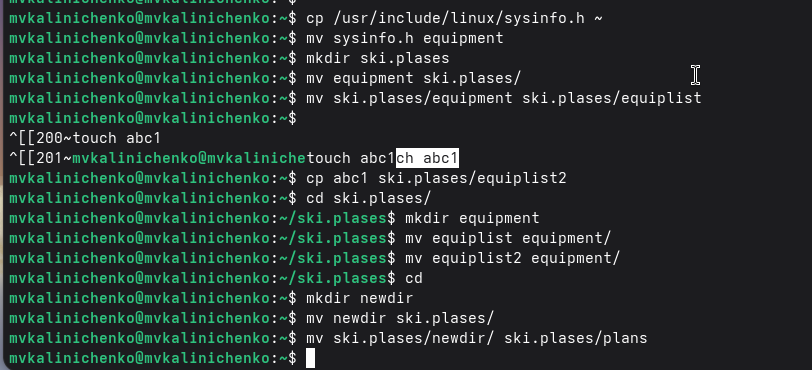 mvkalinichenko@mvkalinichenko:~$ cp /usr/include/linux/sysinfo.h ~
mvkalinichenko@mvkalinichenko:~$ mv sysinfo.h equipment
mvkalinichenko@mvkalinichenko:~$ mkdir ski.plases
mvkalinichenko@mvkalinichenko:~$ mv equipment ski.plases/
mvkalinichenko@mvkalinichenko:~$ mv ski.plases/equipment ski.plases/equiplist
mvkalinichenko@mvkalinichenko:~$
^[[200~touch abc1
^[[201~mvkalinichenko@mvkalinichetouch abc1ch abc1
mvkalinichenko@mvkalinichenko:~$ cp abc1 ski.plases/equiplist2
mvkalinichenko@mvkalinichenko:~$ cd ski.plases/
mvkalinichenko@mvkalinichenko:~/ski.plases$ mkdir equipment
mvkalinichenko@mvkalinichenko:~/ski.plases$ mv equiplist equipment/
mvkalinichenko@mvkalinichenko:~/ski.plases$ mv equiplist2 equipment/
mvkalinichenko@mvkalinichenko:~/ski.plases$ cd
mvkalinichenko@mvkalinichenko:~$ mkdir newdir
mvkalinichenko@mvkalinichenko:~$ mv newdir ski.plases/
mvkalinichenko@mvkalinichenko:~$ mv ski.plases/newdir/ ski.plases/plans
mvkalinichenko@mvkalinichenko:~$